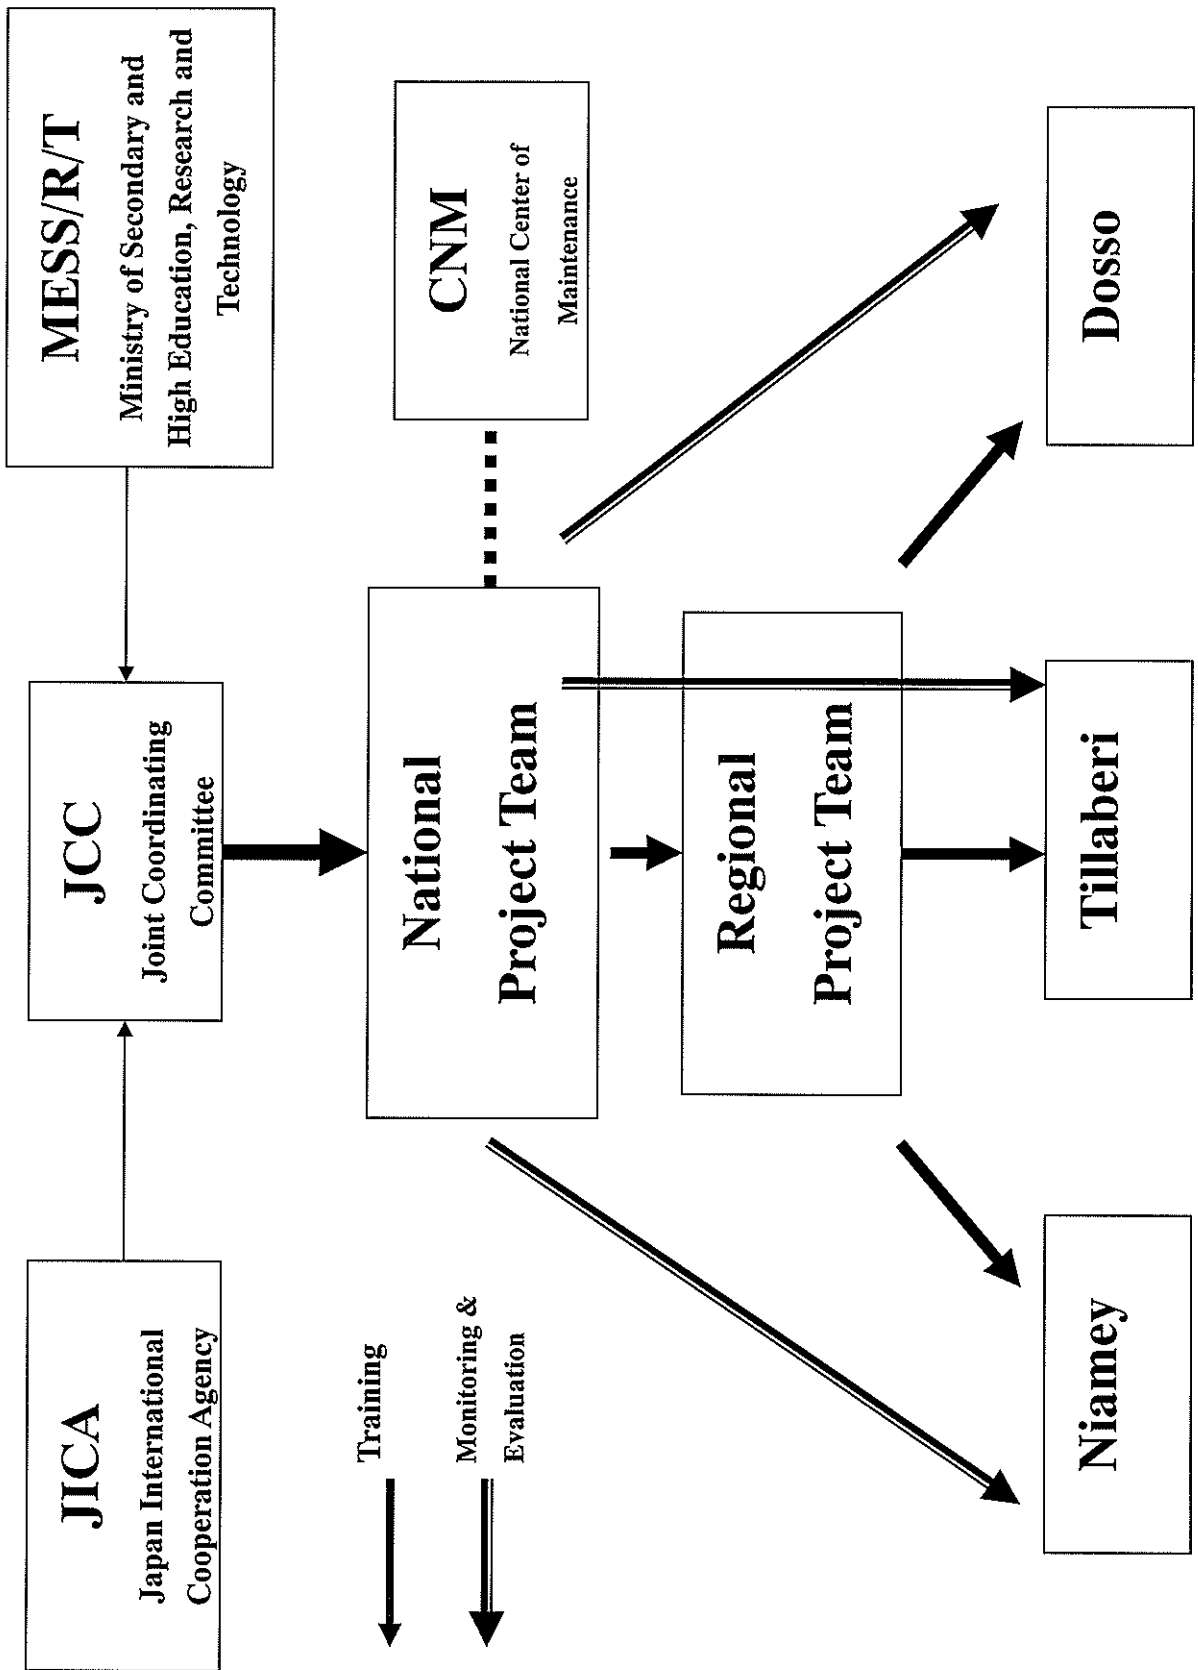 JICA
Japan International
Cooperation Agency
JCC
Joint Coordinating
Committee
MESS/R/T
Ministry of Secondary and
High Education, Research and
Technology
Training
Monitoring &
Evaluation
National
Project Team
CNM
National Center of
Maintenance
Regional
Project Team
Niamey
Tillaberi
Dosso